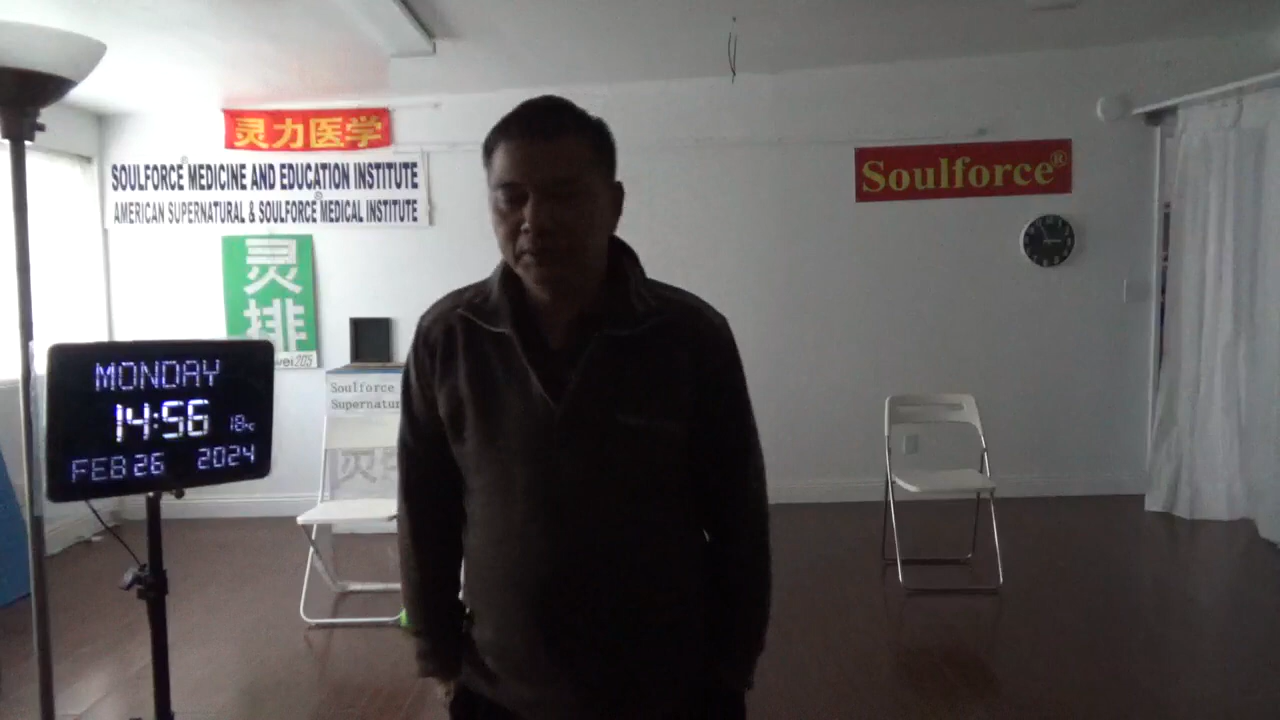 灵力医学
SOULFORCE MEDICINE AND EDUCATION INSTITUTE
AMERICAN SUPERNATURAL & SOULFORCE MEDICAL INSTITUTE
®
灵
排
Soulforce
Supernatur
Soulforce®
MONDAY
14:56 18°C
FEB 26 2024